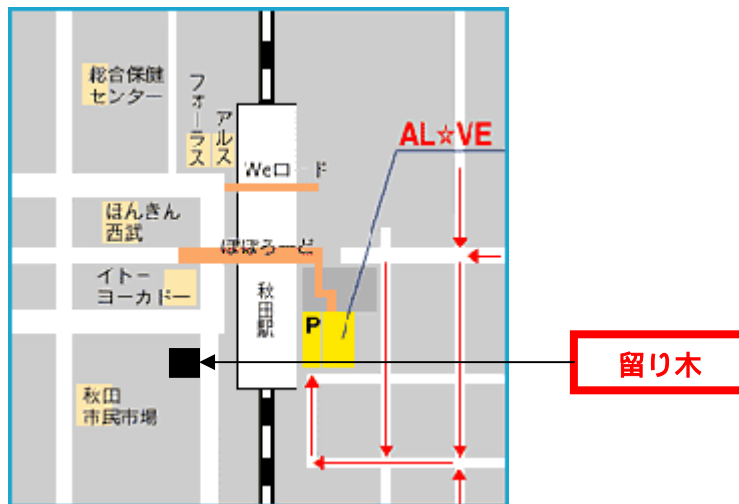 総合保健
センター
フォーラス
アルス
AL☆VE
Weロード
ほんきん
西武
ぽぽろーど
イトー
ヨーカドー
秋田駅
P
留り木
秋田
市民市場